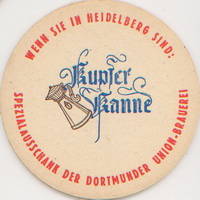 WENN SIE IN HEIDELBERG SIND:
Kupfer
Kanne
SPEZIALAUSSCHANK DER DORTMUNDER UNION-BRAUEREI